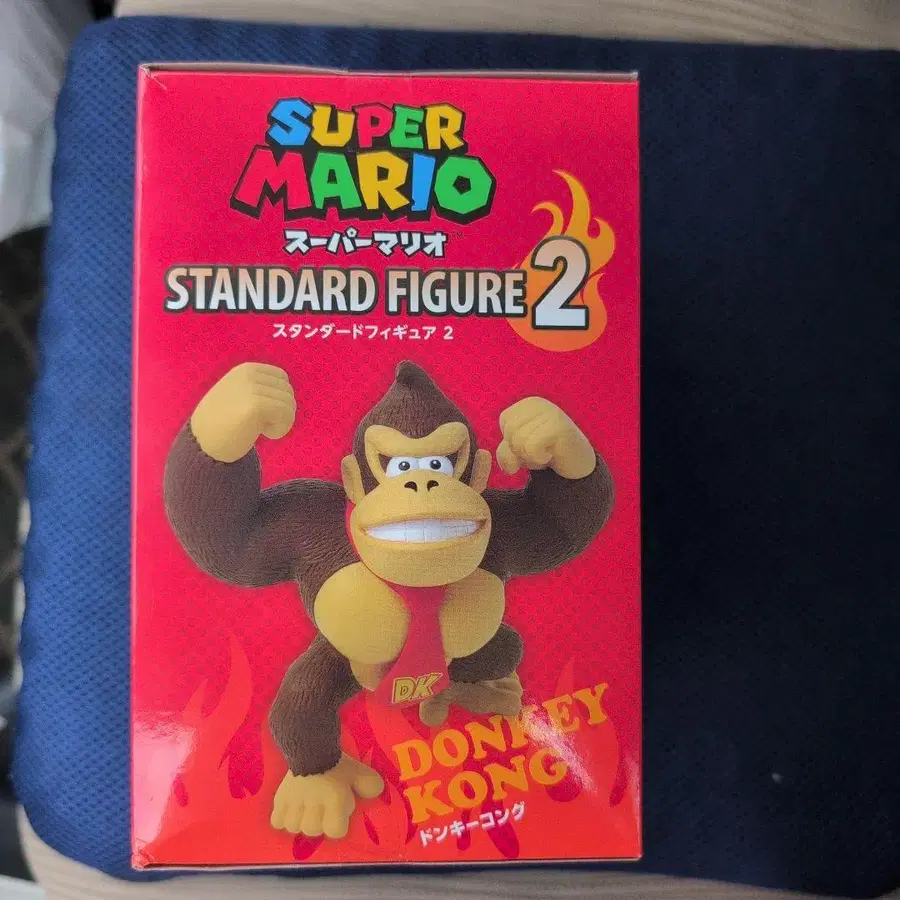 SUPER
MARIO™
スーパーマリオ
STANDARD FIGURE 2
スタンダードフィギュア 2
DK
DONKEY
KONG
ドンキーコング